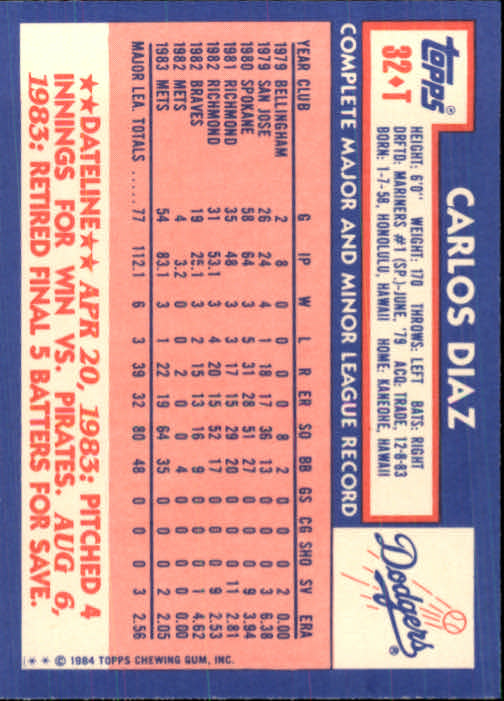 Topps®
32♦T
CARLOS DIAZ
HEIGHT: 6'0" WEIGHT: 170 THROWS: LEFT BATS: RIGHT
DRFTD: MARINERS #1 (SP.)-JUNE, '79 ACQ: TRADE, 12-8-83
BORN: 1-7-58, HONOLULU, HAWAII HOME: KANEOHE, HAWAII
Dodgers®
COMPLETE MAJOR AND MINOR LEAGUE RECORD
YEAR CLUB G IP W L R ER SO BB GS CG SHO SV ERA
1979 BELLINGHAM 2 8 0 0 0 0 8 2 0 0 0 2 0.00
1979 SAN JOSE 26 24 4 1 18 17 36 13 0 0 0 3 6.38
1980 SPOKANE 58 64 3 5 31 28 51 27 0 0 0 9 3.94
1981 RICHMOND 35 48 3 3 17 15 29 20 0 0 0 11 2.81
1982 RICHMOND 31 53.1 3 4 20 15 52 17 0 0 0 9 2.53
1982 BRAVES 19 25.1 3 2 15 13 16 9 0 0 0 1 4.62
1982 METS 4 3.2 0 0 2 0 0 4 0 0 0 0 0.00
1983 METS 54 83.1 3 1 22 19 64 35 0 0 0 2 2.05
MAJOR LEA. TOTALS ..... 77 112.1 6 3 39 32 80 48 0 0 0 3 2.56
★★DATELINE★★ APR 20, 1983: PITCHED 4
INNINGS FOR WIN VS. PIRATES. AUG 6,
1983: RETIRED FINAL 5 BATTERS FOR SAVE.
** © 1984 TOPPS CHEWING GUM, INC.